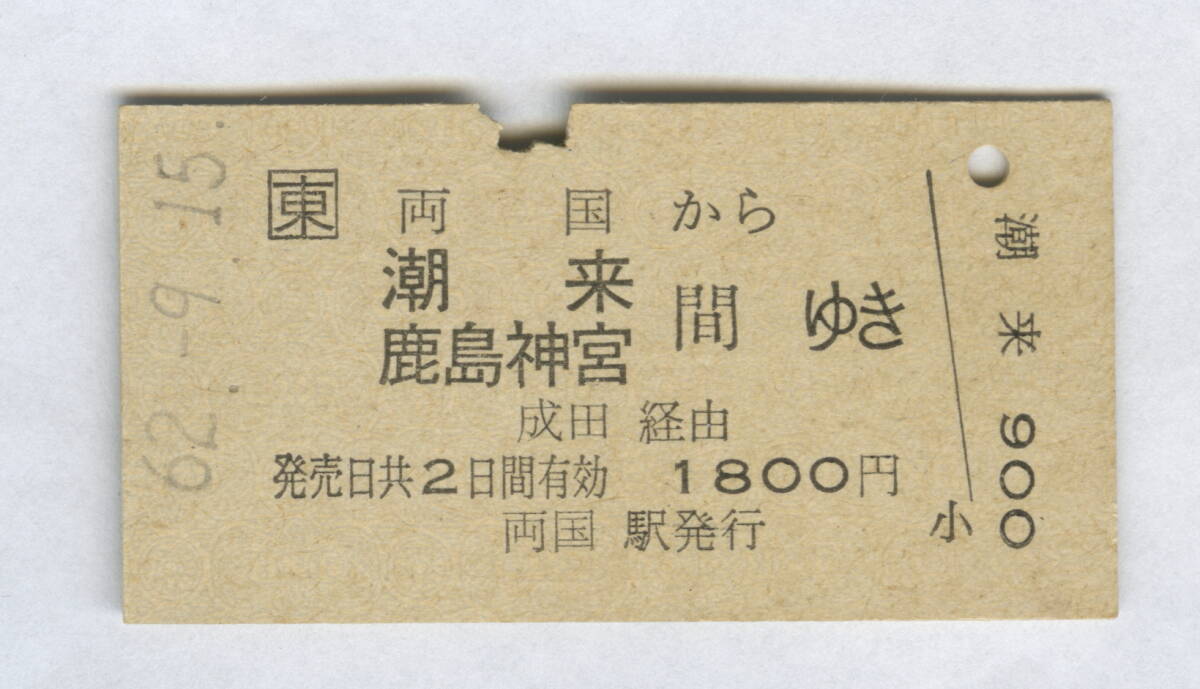 62.-9.15.
東 両国から
潮来
鹿島神宮
間ゆき
成田 経由
発売日共2日間有効 1800円
両国 駅発行
小
潮来 900